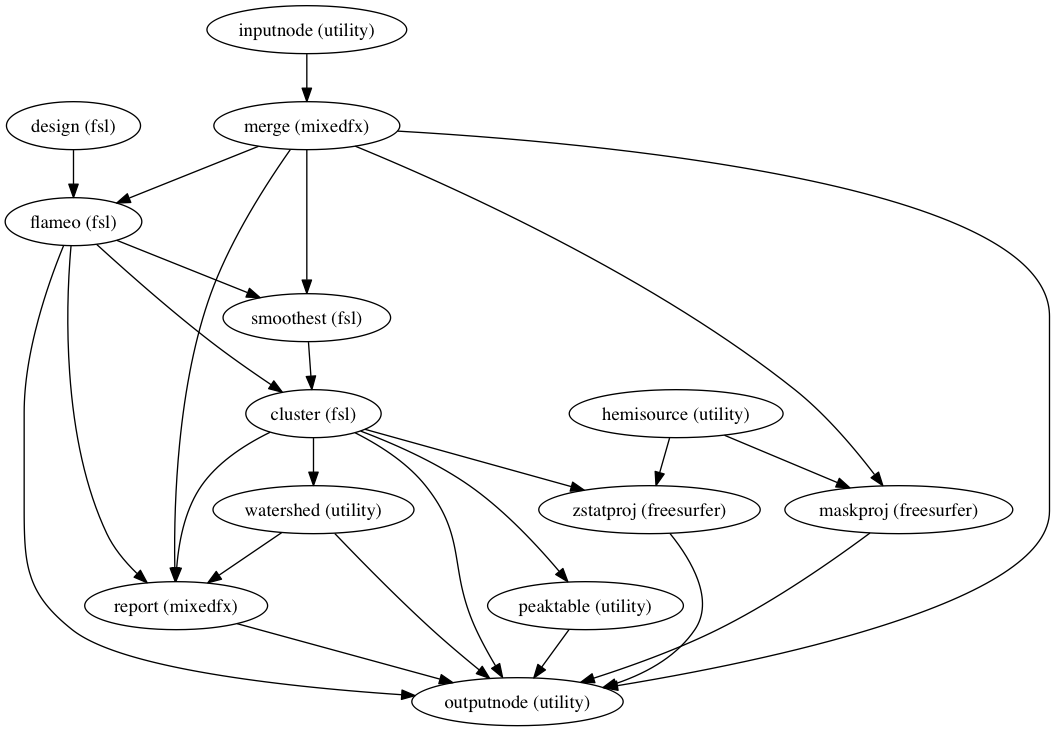 inputnode (utility)
design (fsl)
merge (mixedfx)
flameo (fsl)
smoothest (fsl)
cluster (fsl)
hemisource (utility)
watershed (utility)
zstatproj (freesurfer)
maskproj (freesurfer)
report (mixedfx)
peaktable (utility)
outputnode (utility)